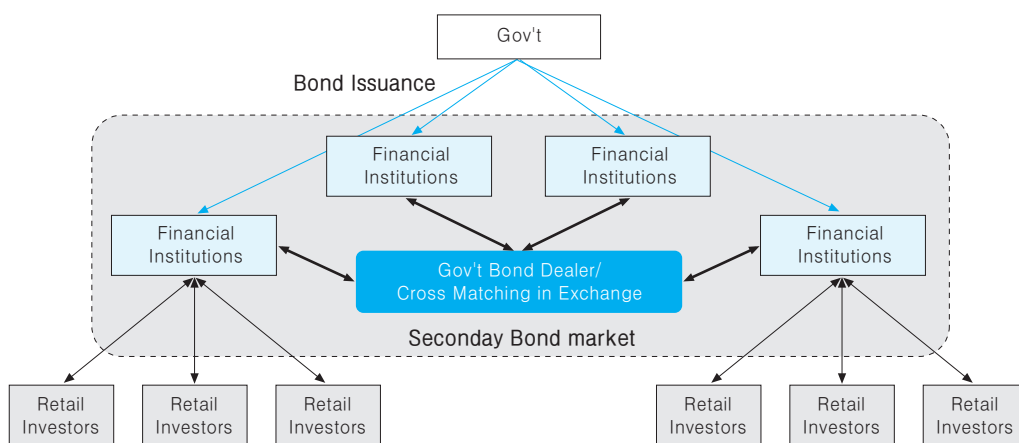 Gov't
Bond Issuance
Financial
Institutions
Financial
Institutions
Financial
Institutions
Financial
Institutions
Gov't Bond Dealer/
Cross Matching in Exchange
Seconday Bond market
Retail
Investors
Retail
Investors
Retail
Investors
Retail
Investors
Retail
Investors
Retail
Investors